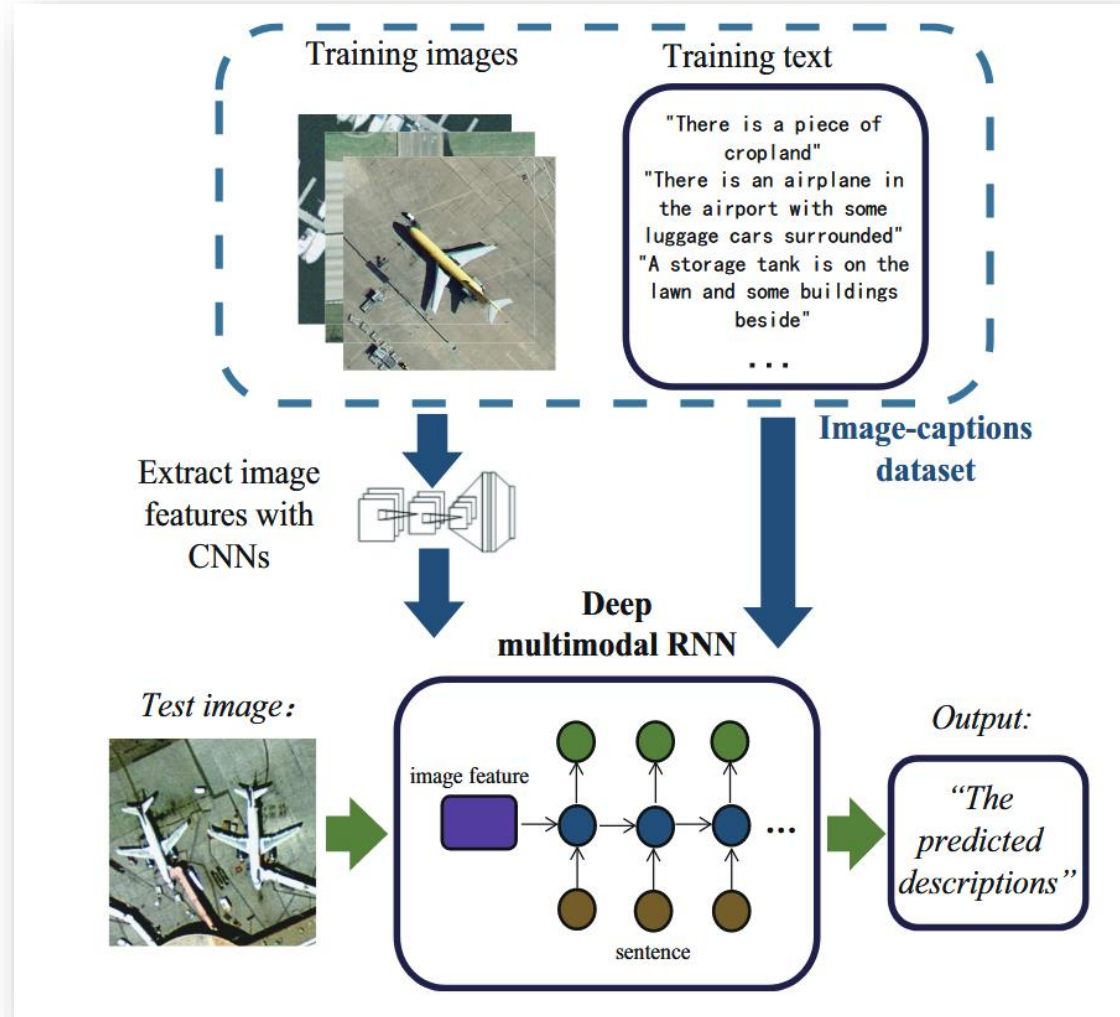 Training images
Training text
"There is a piece of
cropland"
"There is an airplane in
the airport with some
luggage cars surrounded"
"A storage tank is on the
lawn and some buildings
beside"
...
Image-captions
dataset
Extract image
features with
CNNs
Deep
multimodal RNN
Test image：
image feature
...
sentence
Output:
“The
predicted
descriptions”